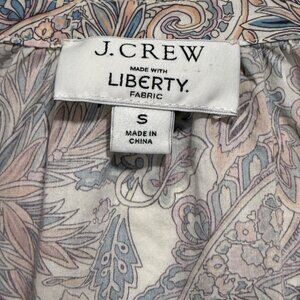 J.CREW
MADE WITH
LIBERTY.
FABRIC
S
MADE IN
CHINA